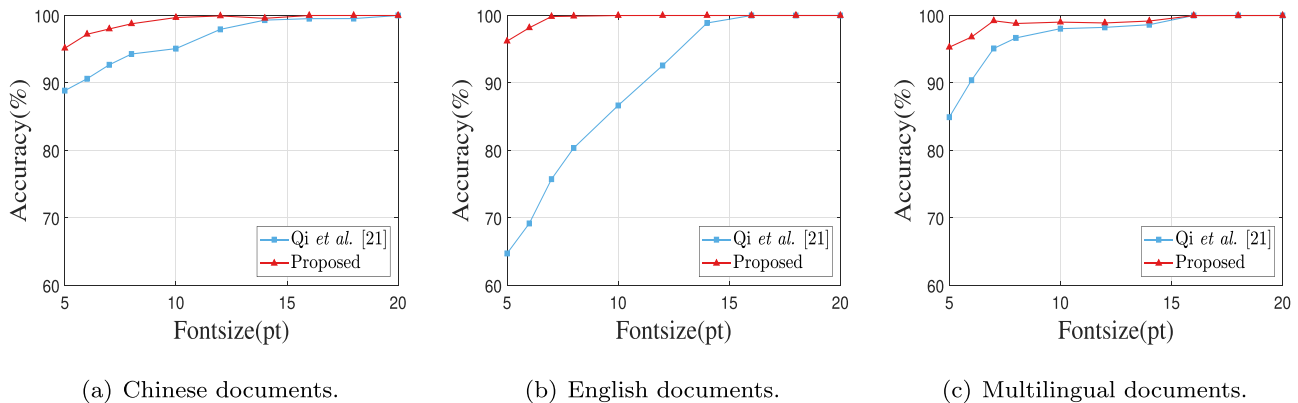 100
90
80
70
60
5
10
15
20
Accuracy(%)
Fontsize(pt)
Qi et al. [21]
Proposed
(a) Chinese documents.
100
90
80
70
60
5
10
15
20
Accuracy(%)
Fontsize(pt)
Qi et al. [21]
Proposed
(b) English documents.
100
90
80
70
60
5
10
15
20
Accuracy(%)
Fontsize(pt)
Qi et al. [21]
Proposed
(c) Multilingual documents.